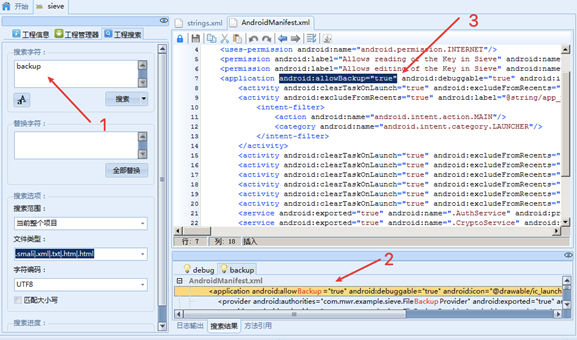 开始 sieve
工程信息 工程管理器 工程搜索
搜索字符:
backup
搜索
1
替换字符:
全部替换
搜索选项:
搜索范围:
当前整个项目
文件类型:
.smali|.xml|.txt|.htm|.html
字符编码:
UTF8
匹配大小写
搜索进度:
strings.xml AndroidManifest.xml
3
4 <uses-permission android:name="android.permission.INTERNET"/>
5 <permission android:label="Allows reading of the Key in Sieve" android:name
6 <permission android:label="Allows editing of the Key in Sieve" android:name
7 <application android:allowBackup="true" android:debuggable="true" android:i
8 <activity android:clearTaskOnLaunch="true" android:excludeFromRecents="
9 <activity android:excludeFromRecents="true" android:label="@string/app_
10 <intent-filter>
11 <action android:name="android.intent.action.MAIN"/>
12 <category android:name="android.intent.category.LAUNCHER"/>
13 </intent-filter>
14 </activity>
15 <activity android:clearTaskOnLaunch="true" android:excludeFromRecents="
16 <activity android:clearTaskOnLaunch="true" android:excludeFromRecents="
17 <activity android:clearTaskOnLaunch="true" android:excludeFromRecents="
18 <activity android:clearTaskOnLaunch="true" android:excludeFromRecents="
19 <activity android:clearTaskOnLaunch="true" android:excludeFromRecents="
20 <activity android:clearTaskOnLaunch="true" android:excludeFromRecents="
21 <service android:exported="true" android:name=".AuthService" android:pr
22 <service android:exported="true" android:name=".CryptoService" android:
行: 7 列: 18 插入
2
debug backup
AndroidManifest.xml
<application android:allowBackup ="true" android:debuggable="true" android:icon="@drawable/ic_launch
<provider android:authorities="com.mwr.example.sieve.FileBackup Provider" android:exported="true" an
日志输出 搜索结果 方法引用